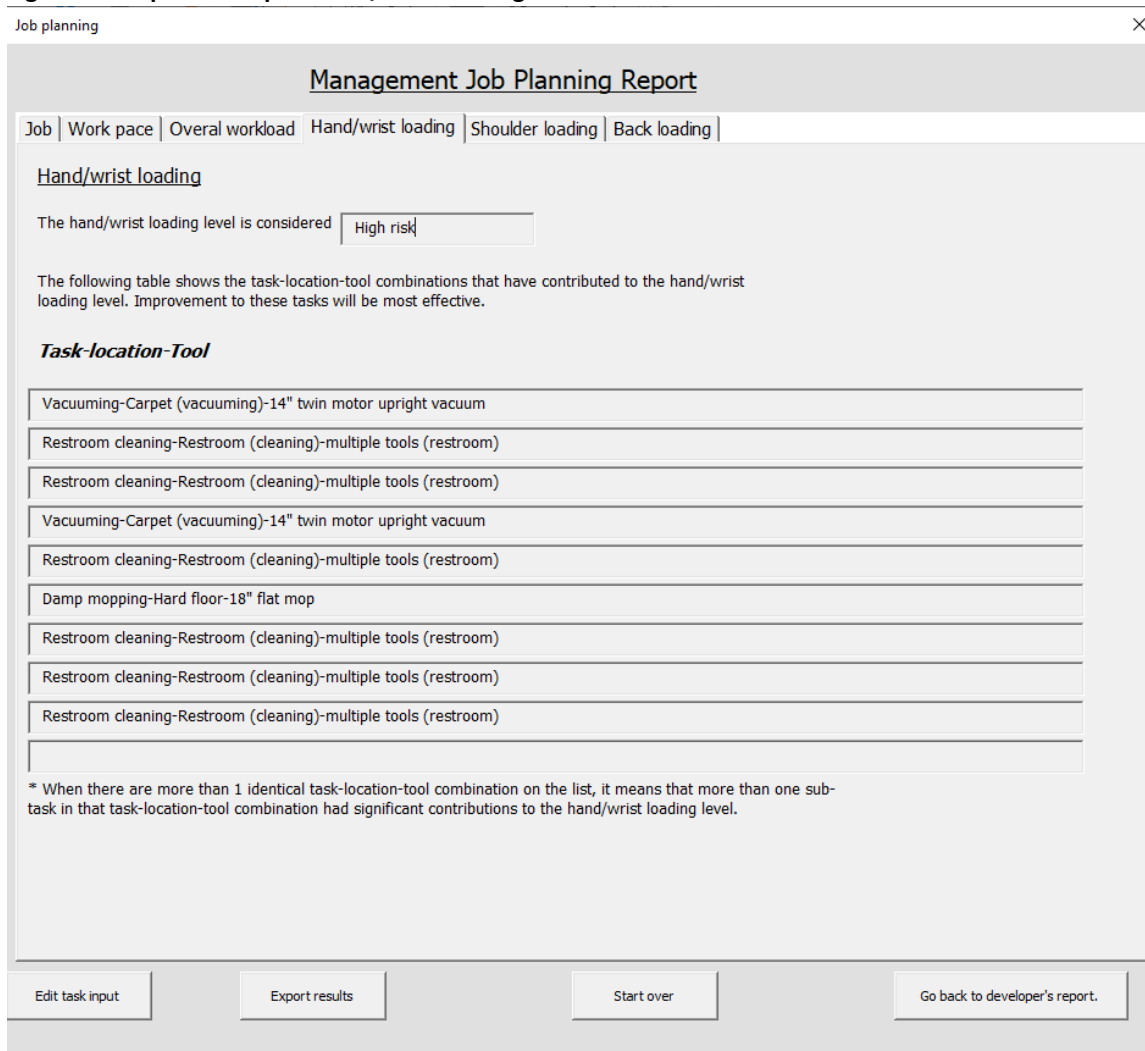 Job planning
Management Job Planning Report
Job
Work pace
Overal workload
Hand/wrist loading
Shoulder loading
Back loading
Hand/wrist loading
The hand/wrist loading level is considered High risk
The following table shows the task-location-tool combinations that have contributed to the hand/wrist
loading level. Improvement to these tasks will be most effective.
Task-location-Tool
Vacuuming-Carpet (vacuuming)-14" twin motor upright vacuum
Restroom cleaning-Restroom (cleaning)-multiple tools (restroom)
Restroom cleaning-Restroom (cleaning)-multiple tools (restroom)
Vacuuming-Carpet (vacuuming)-14" twin motor upright vacuum
Restroom cleaning-Restroom (cleaning)-multiple tools (restroom)
Damp mopping-Hard floor-18" flat mop
Restroom cleaning-Restroom (cleaning)-multiple tools (restroom)
Restroom cleaning-Restroom (cleaning)-multiple tools (restroom)
Restroom cleaning-Restroom (cleaning)-multiple tools (restroom)
* When there are more than 1 identical task-location-tool combination on the list, it means that more than one sub-
task in that task-location-tool combination had significant contributions to the hand/wrist loading level.
Edit task input
Export results
Start over
Go back to developer's report.